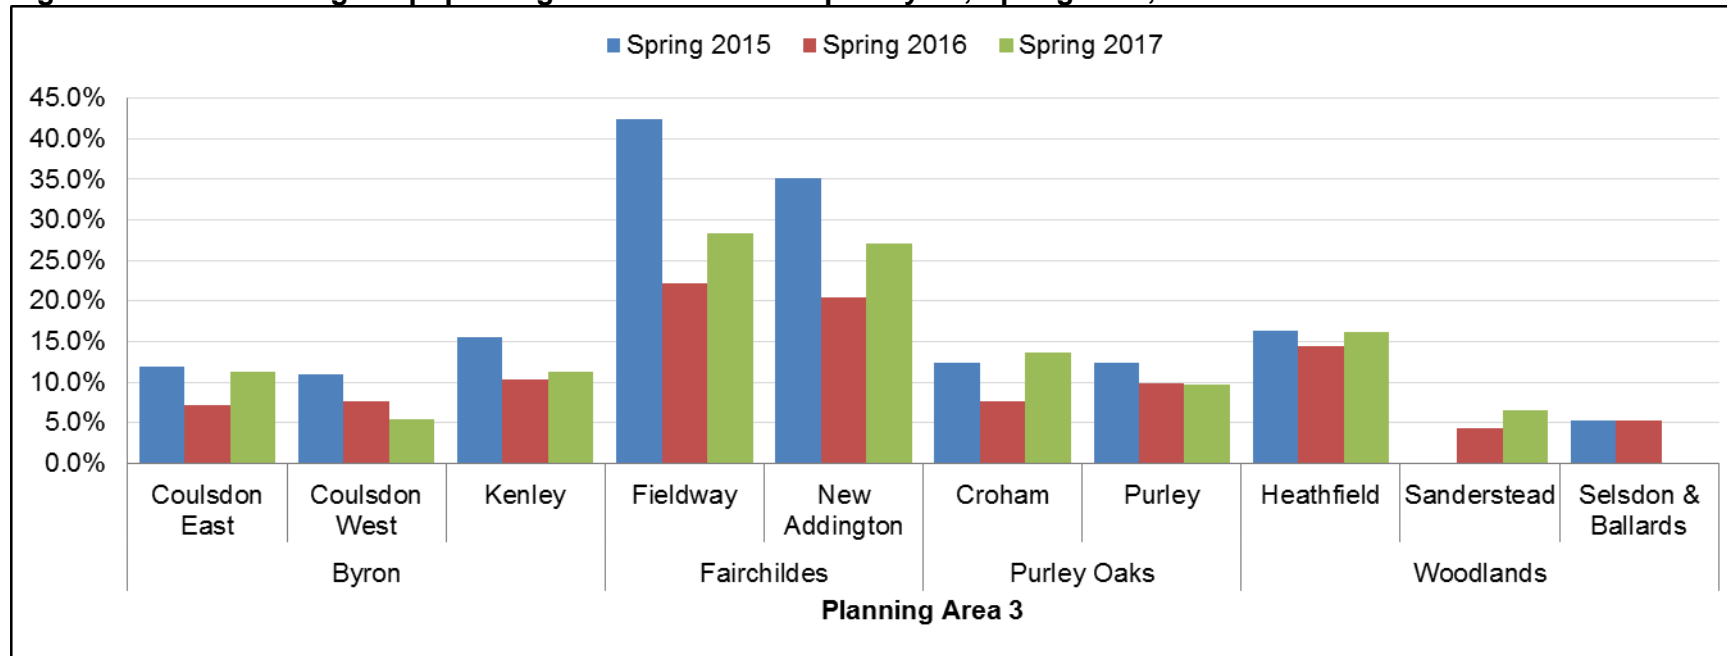 Spring 2015 Spring 2016 Spring 2017
45.0%
40.0%
35.0%
30.0%
25.0%
20.0%
15.0%
10.0%
5.0%
0.0%
Coulsdon East
Coulsdon West
Kenley
Fieldway
New Addington
Croham
Purley
Heathfield
Sanderstead
Selsdon & Ballards
Byron
Fairchildes
Purley Oaks
Woodlands
Planning Area 3